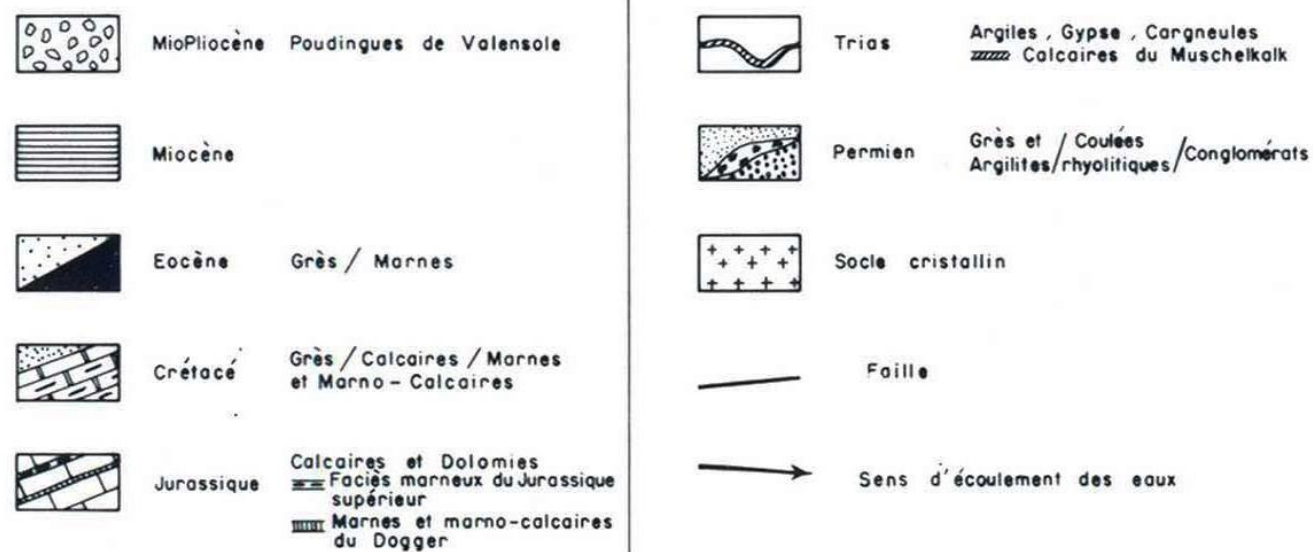 MioPliocène Poudingues de Valensole
Miocène
Eocène Grès / Marnes
Crétacé Grès / Calcaires / Marnes
et Marno - Calcaires
Jurassique Calcaires et Dolomies
Faciès marneux du Jurassique
supérieur
Marnes et marno-calcaires
du Dogger
Trias Argiles , Gypse , Cargneules
Calcaires du Muschelkalk
Permien Grès et / Coulées / Conglomérats
Argilites / rhyolitiques /
Socle cristallin
Faille
Sens d'écoulement des eaux